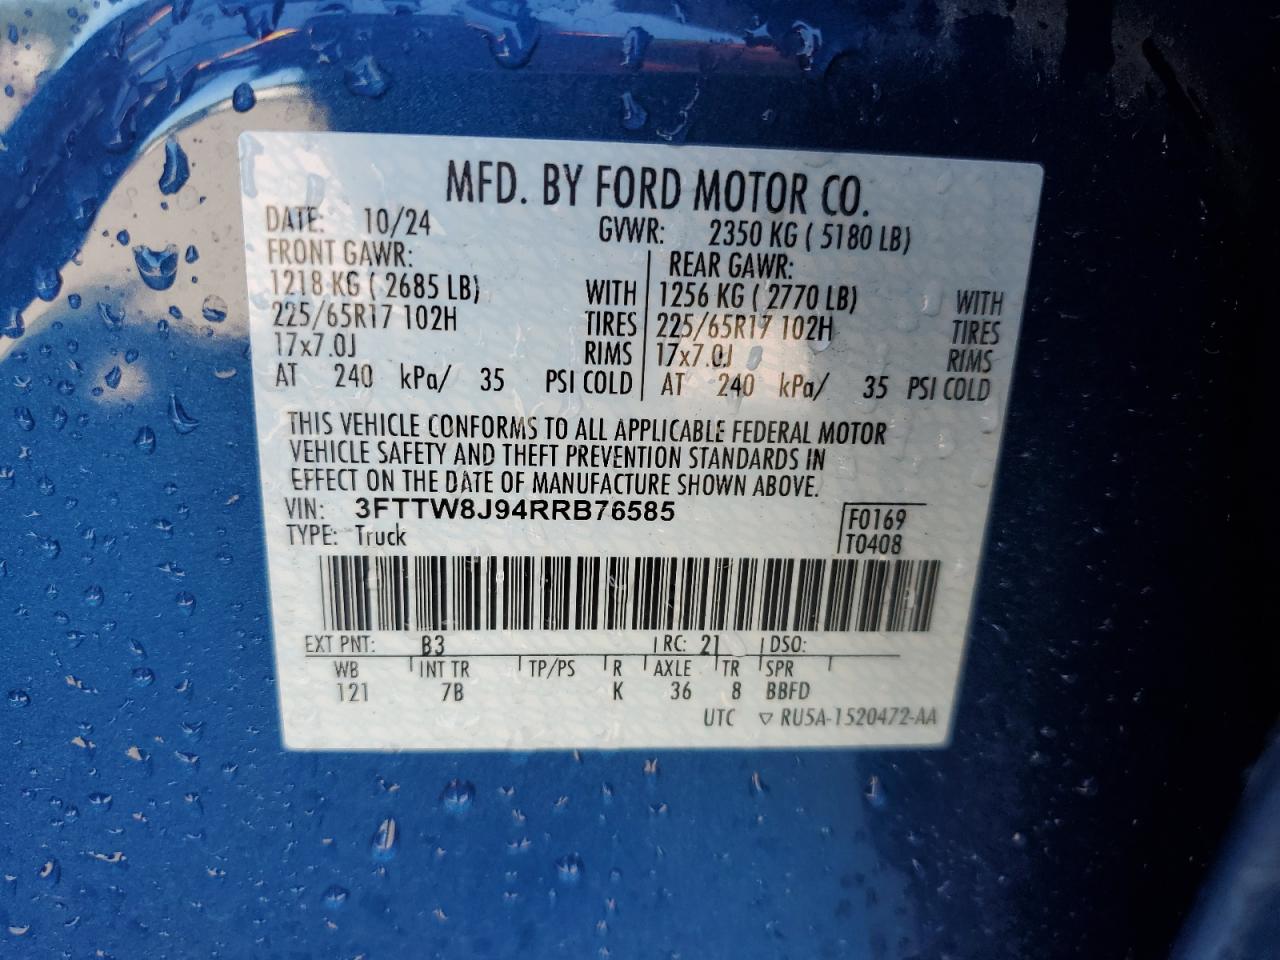 MFD. BY FORD MOTOR CO.
DATE: 10/24 GVWR: 2350 KG ( 5180 LB)
FRONT GAWR: REAR GAWR:
1218 KG ( 2685 LB) WITH 1256 KG ( 2770 LB) WITH
225/65R17 102H TIRES 225/65R17 102H TIRES
17x7.0J RIMS 17x7.0J RIMS
AT 240 kPa/ 35 PSI COLD AT 240 kPa/ 35 PSI COLD
THIS VEHICLE CONFORMS TO ALL APPLICABLE FEDERAL MOTOR
VEHICLE SAFETY AND THEFT PREVENTION STANDARDS IN
EFFECT ON THE DATE OF MANUFACTURE SHOWN ABOVE.
VIN: 3FTTW8J94RRB76585 F0169
TYPE: Truck T0408
EXT PNT: B3 RC: 21 DSO:
WB INT TR TP/PS R AXLE TR SPR
121 7B K 36 8 BBFD
UTC ▽ RU5A-1520472-AA